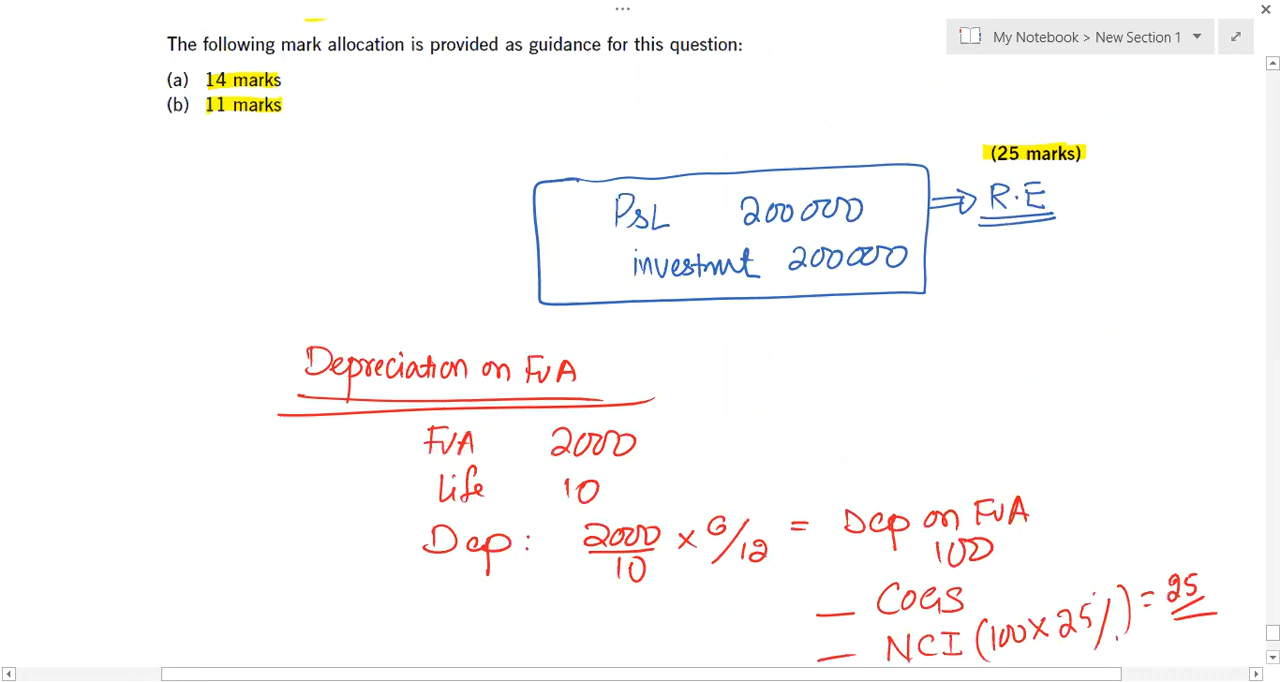 ...
My Notebook > New Section 1
The following mark allocation is provided as guidance for this question:
(a) 14 marks
(b) 11 marks
(25 marks)
PSL 200000 ⇒ R.E
investmt 200000
Depreciation on FVA
FVA 2000
Life 10
Dep: 2000/10 × 6/12 = Dep on FVA
100
— COGS
— NCI (100 × 25%) = 25